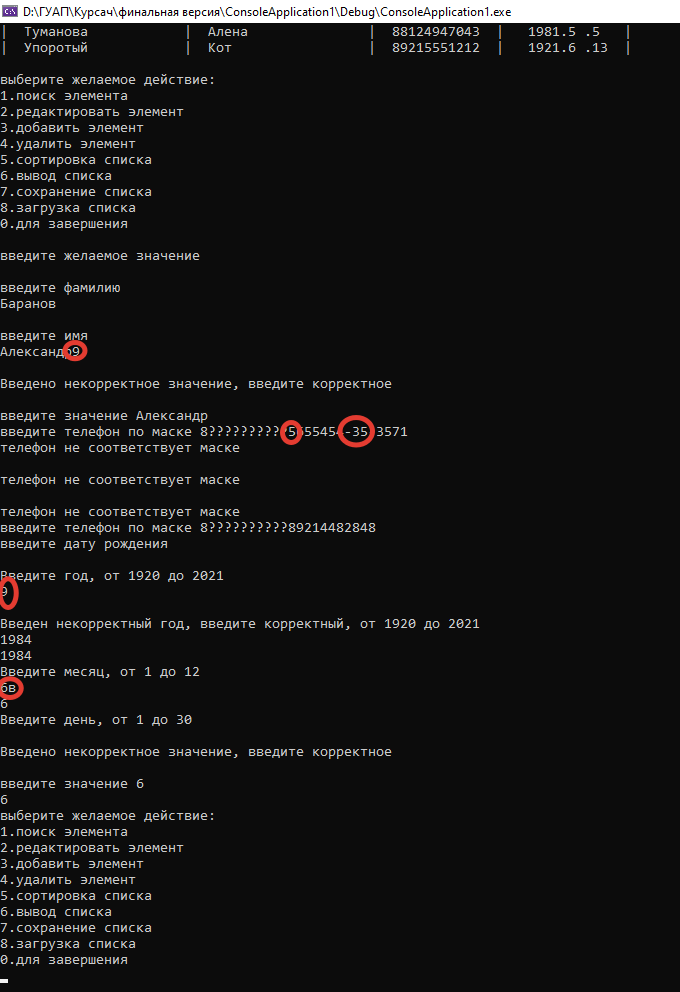 D:\ГУАП\Курсач\финальная версия\ConsoleApplication1\Debug\ConsoleApplication1.exe
| Туманова | Алена | 88124947043 | 1981.5 .5 |
| Упоротый | Кот | 89215551212 | 1921.6 .13 |
выберите желаемое действие:
1.поиск элемента
2.редактировать элемент
3.добавить элемент
4.удалить элемент
5.сортировка списка
6.вывод списка
7.сохранение списка
8.загрузка списка
0.для завершения
введите желаемое значение
введите фамилию
Баранов
введите имя
Александр9
Введено некорректное значение, введите корректное
введите значение Александр
введите телефон по маске 8??????????5555454-3533571
телефон не соответствует маске
телефон не соответствует маске
телефон не соответствует маске
введите телефон по маске 8??????????89214482848
введите дату рождения
Введите год, от 1920 до 2021
9
Введен некорректный год, введите корректный, от 1920 до 2021
1984
1984
Введите месяц, от 1 до 12
6в
6
Введите день, от 1 до 30
Введено некорректное значение, введите корректное
введите значение 6
6
выберите желаемое действие:
1.поиск элемента
2.редактировать элемент
3.добавить элемент
4.удалить элемент
5.сортировка списка
6.вывод списка
7.сохранение списка
8.загрузка списка
0.для завершения